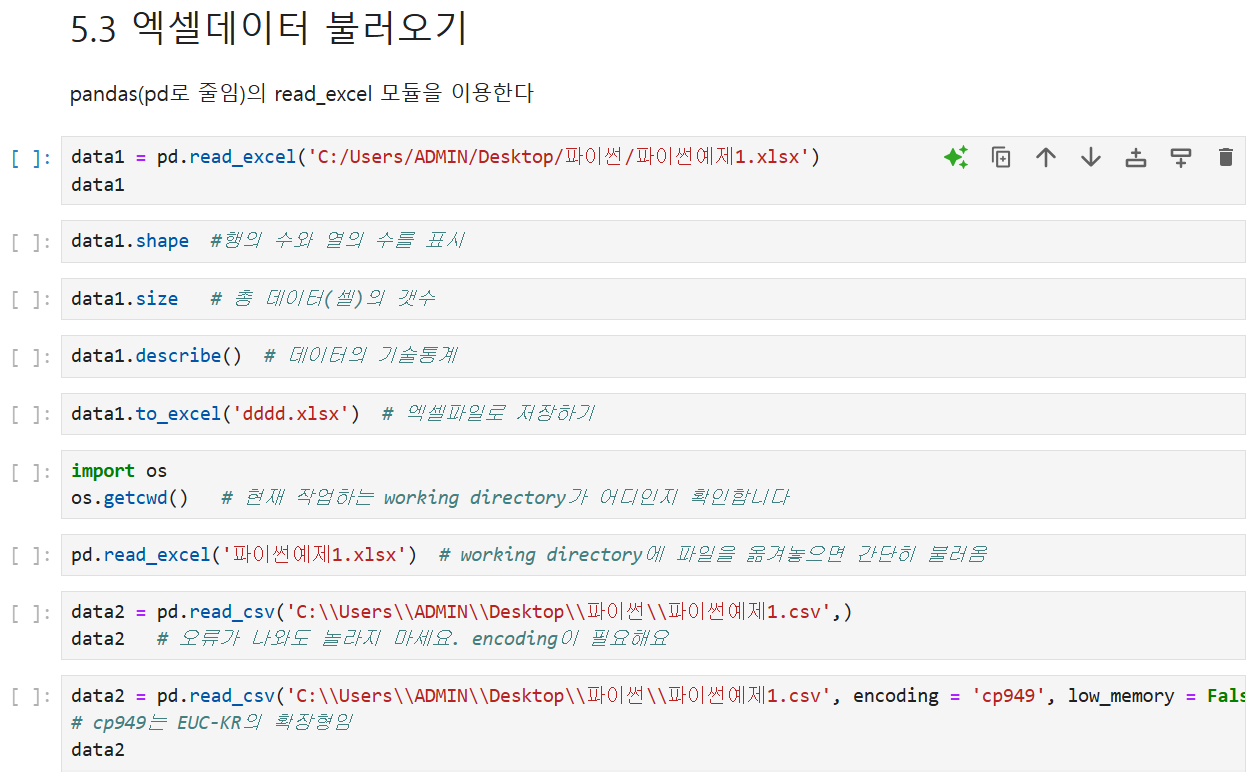 5.3 엑셀데이터 불러오기
pandas(pd로 줄임)의 read_excel 모듈을 이용한다
[ ]: data1 = pd.read_excel('C:/Users/ADMIN/Desktop/파이썬/파이썬예제1.xlsx')
data1
[ ]: data1.shape  #행의 수와 열의 수를 표시
[ ]: data1.size   # 총 데이터(셀)의 갯수
[ ]: data1.describe()  # 데이터의 기술통계
[ ]: data1.to_excel('dddd.xlsx')  # 엑셀파일로 저장하기
[ ]: import os
os.getcwd()   # 현재 작업하는 working directory가 어디인지 확인합니다
[ ]: pd.read_excel('파이썬예제1.xlsx')  # working directory에 파일을 옮겨놓으면 간단히 불러옴
[ ]: data2 = pd.read_csv('C:\\Users\\ADMIN\\Desktop\\파이썬\\파이썬예제1.csv',)
data2   # 오류가 나와도 놀라지 마세요. encoding이 필요해요
[ ]: data2 = pd.read_csv('C:\\Users\\ADMIN\\Desktop\\파이썬\\파이썬예제1.csv', encoding = 'cp949', low_memory = Fals
# cp949는 EUC-KR의 확장형임
data2